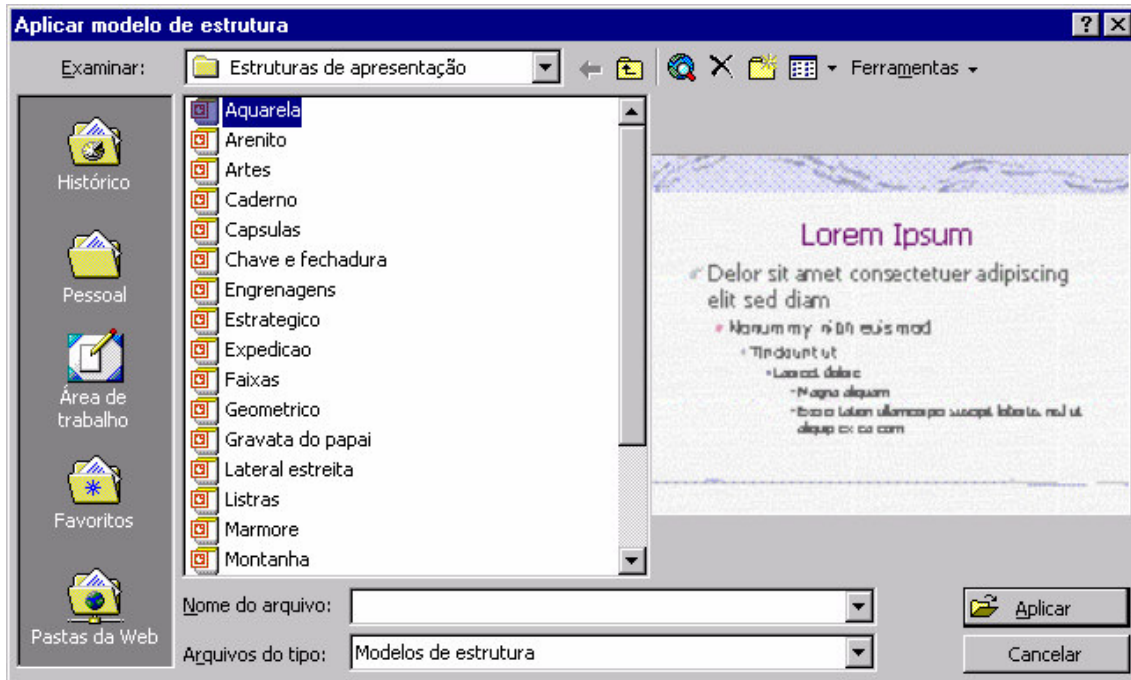 Aplicar modelo de estrutura
Examinar:
Estruturas de apresentação
Ferramentas
Histórico
Pessoal
Área de
trabalho
Favoritos
Pastas da Web
Aquarela
Arenito
Artes
Caderno
Capsulas
Chave e fechadura
Engrenagens
Estrategico
Expedicao
Faixas
Geometrico
Gravata do papai
Lateral estreita
Listras
Marmore
Montanha
Lorem Ipsum
Delor sit amet consectetuer adipiscing
elit sed diam
Magna aliquam
Nome do arquivo:
Aplicar
Arquivos do tipo:
Modelos de estrutura
Cancelar